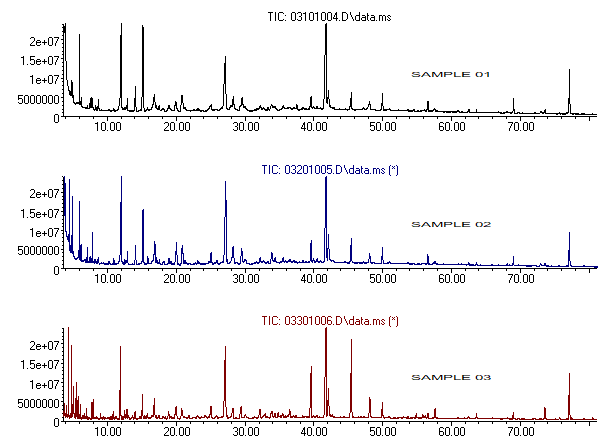 TIC: 03101004.D\data.ms
2e+07
1.5e+07
SAMPLE 01
1e+07
5000000
0
10.00 20.00 30.00 40.00 50.00 60.00 70.00
TIC: 03201005.D\data.ms (*)
2e+07
1.5e+07
SAMPLE 02
1e+07
5000000
0
10.00 20.00 30.00 40.00 50.00 60.00 70.00
TIC: 03301006.D\data.ms (*)
2e+07
1.5e+07
SAMPLE 03
1e+07
5000000
0
10.00 20.00 30.00 40.00 50.00 60.00 70.00